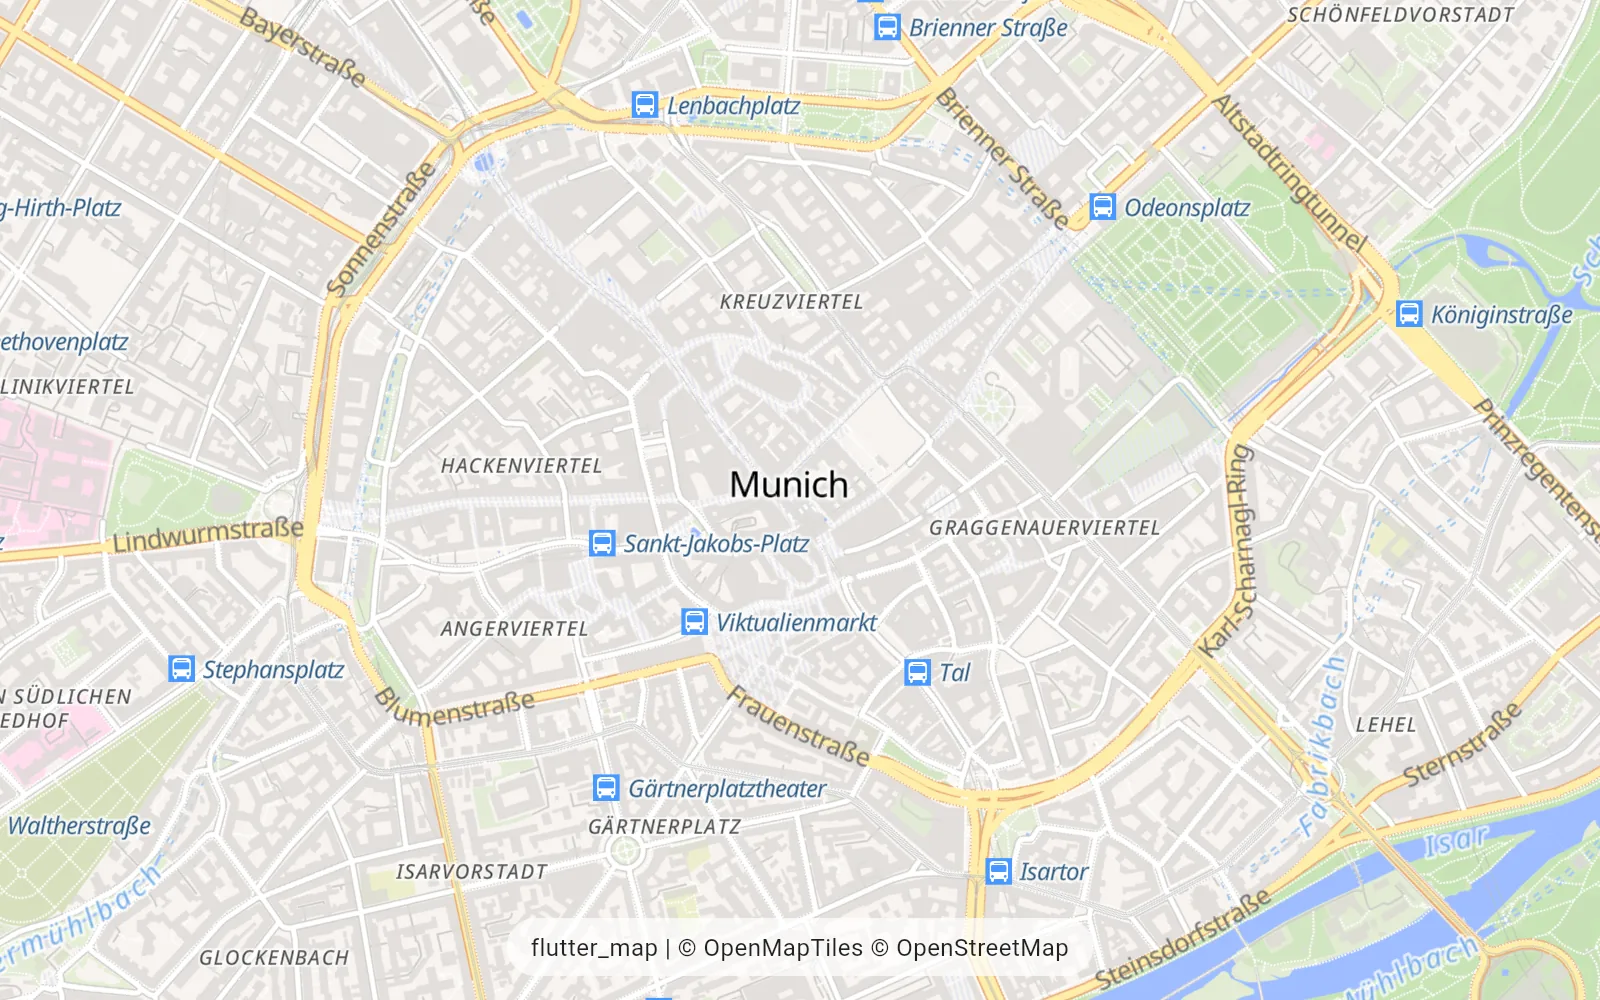 SCHÖNFELDVORSTADT
Bayerstraße
Brienner Straße
Lenbachplatz
Brienner Straße
Altstadtringtunnel
Sonnenstraße
g-Hirth-Platz
Odeonsplatz
KREUZVIERTEL
Königinstraße
ethovenplatz
LINIKVIERTEL
Prinzregentenst
HACKENVIERTEL
Munich
Karl-Scharnagl-Ring
Lindwurmstraße
GRAGGENAUERVIERTEL
Sankt-Jakobs-Platz
Viktualienmarkt
ANGERVIERTEL
Stephansplatz
Tal
N SÜDLICHEN
EDHOF
Blumenstraße
Frauenstraße
Fabrikbach
LEHEL
Sternstraße
Gärtnerplatztheater
GÄRTNERPLATZ
Waltherstraße
Isar
ISARVORSTADT
Isartor
ermühlbach
GLOCKENBACH
Steinsdorfstraße
ühlbach
flutter_map | © OpenMapTiles © OpenStreetMap